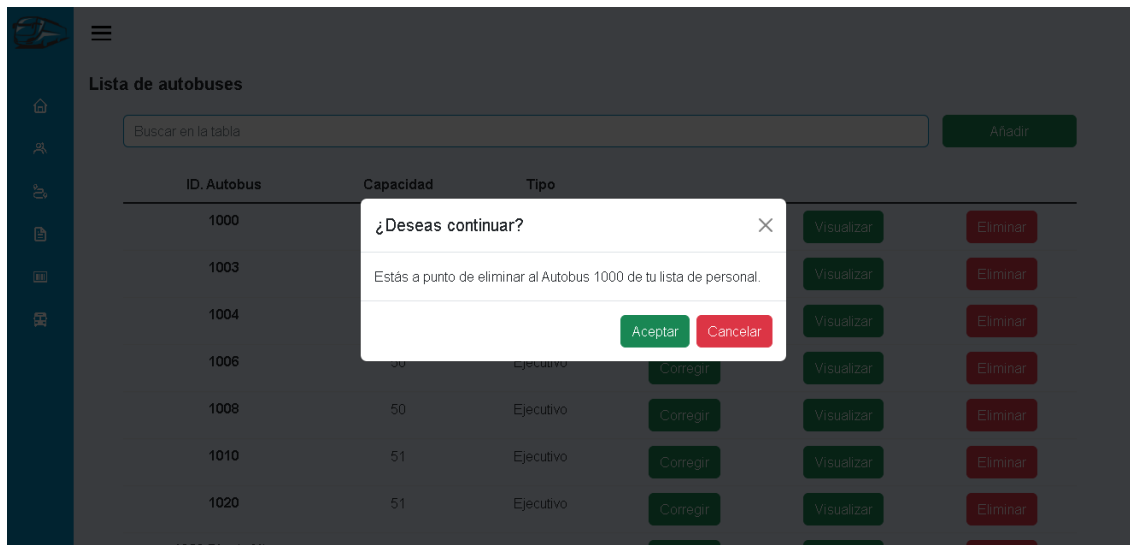 Lista de autobuses
Buscar en la tabla
Añadir
ID. Autobus Capacidad Tipo
1000 Visualizar Eliminar
¿Deseas continuar?
1003 Visualizar Eliminar
Estás a punto de eliminar al Autobus 1000 de tu lista de personal.
1004 Visualizar Eliminar
Aceptar Cancelar
1006 Ejecutivo Corregir Visualizar Eliminar
1008 50 Ejecutivo Corregir Visualizar Eliminar
1010 51 Ejecutivo Corregir Visualizar Eliminar
1020 51 Ejecutivo Corregir Visualizar Eliminar